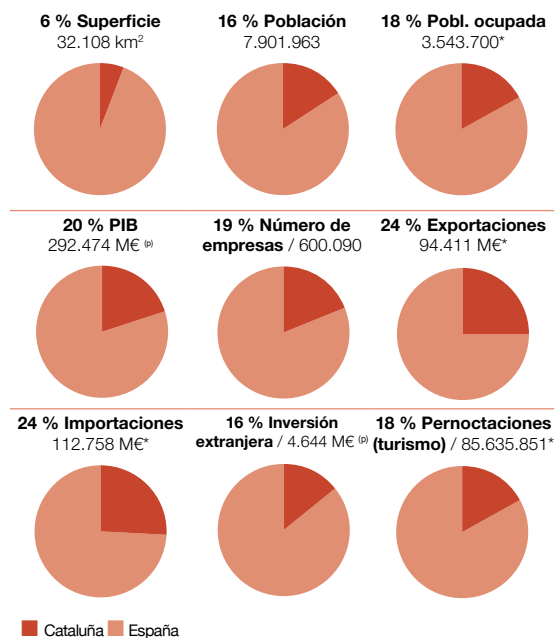 6 % Superficie
32.108 km²
16 % Población
7.901.963
18 % Pobl. ocupada
3.543.700*
20 % PIB
292.474 M€ (p)
19 % Número de
empresas / 600.090
24 % Exportaciones
94.411 M€*
24 % Importaciones
112.758 M€*
16 % Inversión
extranjera / 4.644 M€ (p)
18 % Pernoctaciones
(turismo) / 85.635.851*
Cataluña España